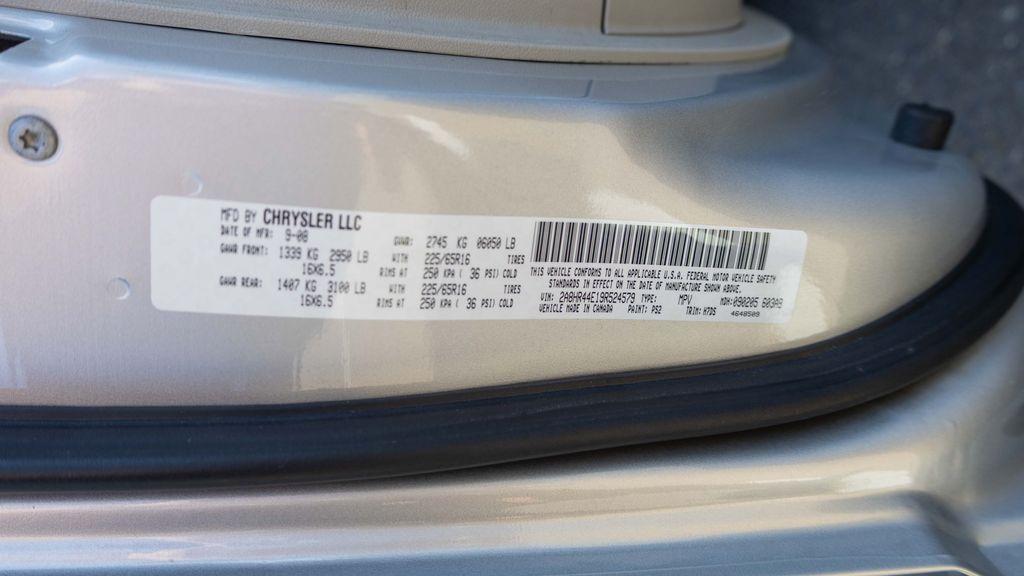 MFD BY CHRYSLER LLC
DATE OF MFR: 9-08 GVWR: 2745 KG 06050 LB
GAWR FRONT: 1339 KG 2950 LB WITH 225/65R16 TIRES
16X6.5 RIMS AT 250 KPA ( 36 PSI) COLD
GAWR REAR: 1407 KG 3100 LB WITH 225/65R16 TIRES
16X6.5 RIMS AT 250 KPA ( 36 PSI) COLD
THIS VEHICLE CONFORMS TO ALL APPLICABLE U.S.A. FEDERAL MOTOR VEHICLE SAFETY
STANDARDS IN EFFECT ON THE DATE OF MANUFACTURE SHOWN ABOVE.
VIN: 2A8HR44E19R524579 TYPE: MPV MDH: 090205 603AB
VEHICLE MADE IN CANADA PAINT: PS2 TRIM: H7DS 4648509